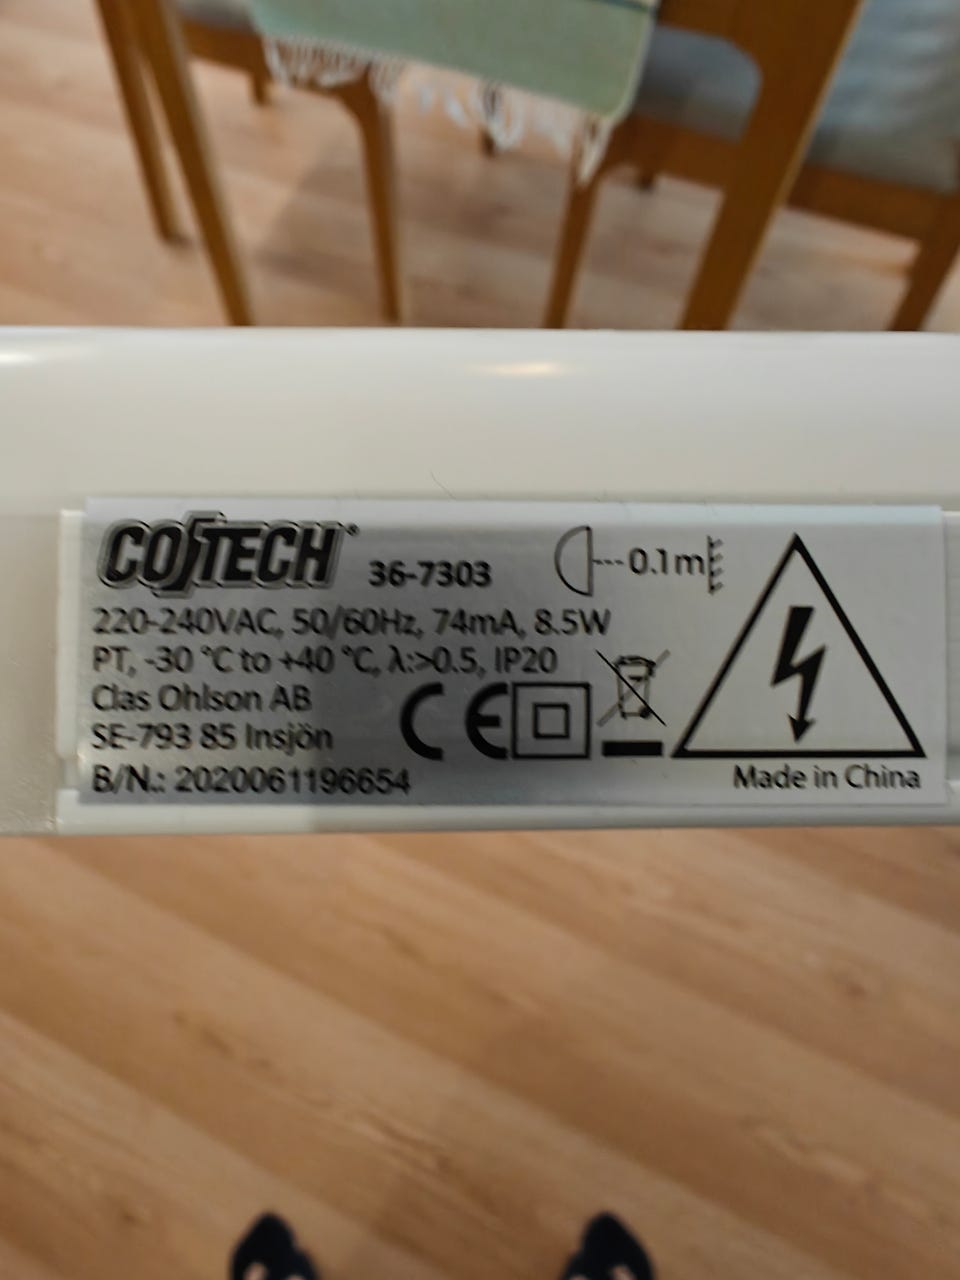 COTECH® 36-7303 0.1m
220-240VAC, 50/60Hz, 74mA, 8.5W
PT, -30 °C to +40 °C, λ:>0.5, IP20
Clas Ohlson AB
SE-793 85 Insjön
CE
B/N.: 2020061196654
Made in China